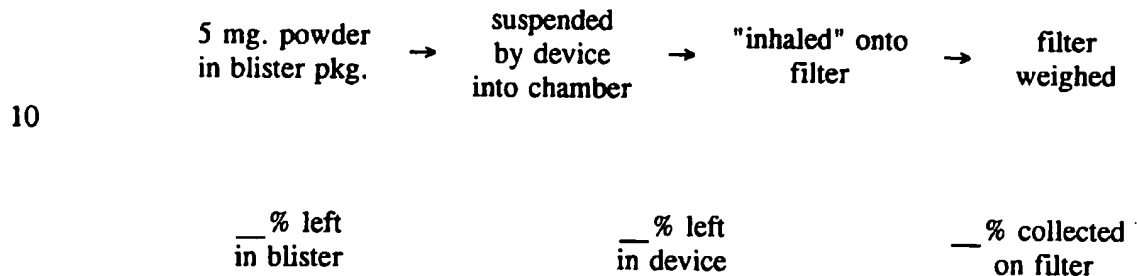 5 mg. powder
in blister pkg.
→
suspended
by device
into chamber
→
"inhaled" onto
filter
→
filter
weighed
10
__% left
in blister
__% left
in device
__% collected
on filter